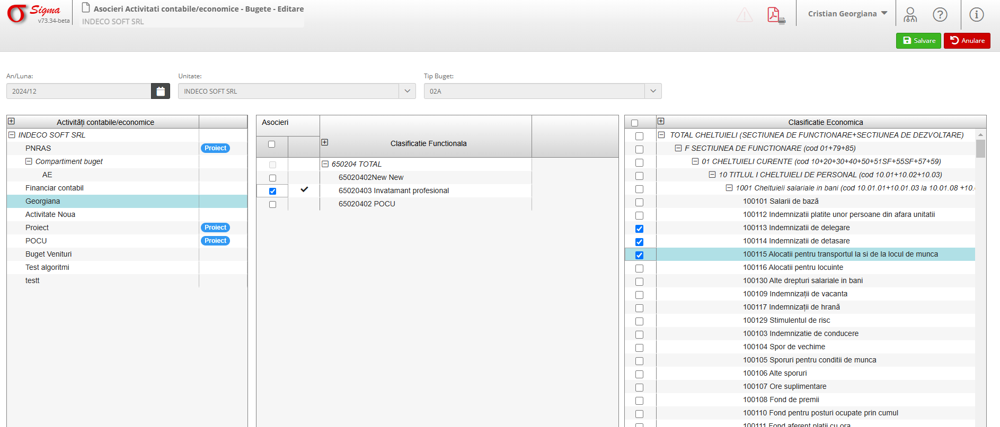 Sigma
v73.34-beta
Asocieri Activitati contabile/economice - Bugete - Editare
INDECO SOFT SRL
Cristian Georgiana
Salvare
Anulare
An/Luna:
Unitate:
Tip Buget:
2024/12
INDECO SOFT SRL
02A
Activități contabile/economice
INDECO SOFT SRL
PNRAS Proiect
Compartiment buget
AE
Financiar contabil
Georgiana
Activitate Noua
Proiect Proiect
POCU Proiect
Buget Venituri
Test algoritmi
testt
Asocieri
Clasificatie Functionala
650204 TOTAL
65020402New New
65020403 Invatamant profesional
65020402 POCU
Clasificatie Economica
TOTAL CHELTUIELI (SECTIUNEA DE FUNCTIONARE+SECTIUNEA DE DEZVOLTARE)
F SECTIUNEA DE FUNCTIONARE (cod 01+79+85)
01 CHELTUIELI CURENTE (cod 10+20+30+40+50+51SF+55SF+57+59)
10 TITLUL I CHELTUIELI DE PERSONAL (cod 10.01+10.02+10.03)
1001 Cheltuieli salariale in bani (cod 10.01.01+10.01.03 la 10.01.08 +10.0
100101 Salarii de bază
100112 Indemnizatii platite unor persoane din afara unitatii
100113 Indemnizatii de delegare
100114 Indemnizatii de detasare
100115 Alocatii pentru transportul la si de la locul de munca
100116 Alocatii pentru locuinte
100130 Alte drepturi salariale in bani
100109 Indemnizații de vacanta
100117 Indemnizații de hrană
100129 Stimulentul de risc
100103 Indemnizatie de conducere
100104 Spor de vechime
100105 Sporuri pentru conditii de munca
100106 Alte sporuri
100107 Ore suplimentare
100108 Fond de premii
100110 Fond pentru posturi ocupate prin cumul
100111 Fond aferent platii cu ora